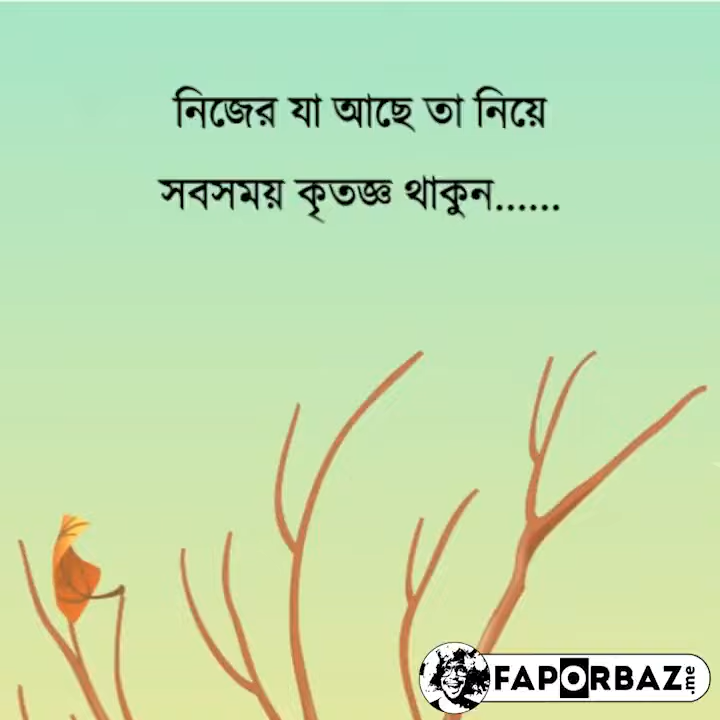 নিজের যা আছে তা নিয়ে
সবসময় কৃতজ্ঞ থাকুন......
FAPORBAZ.me